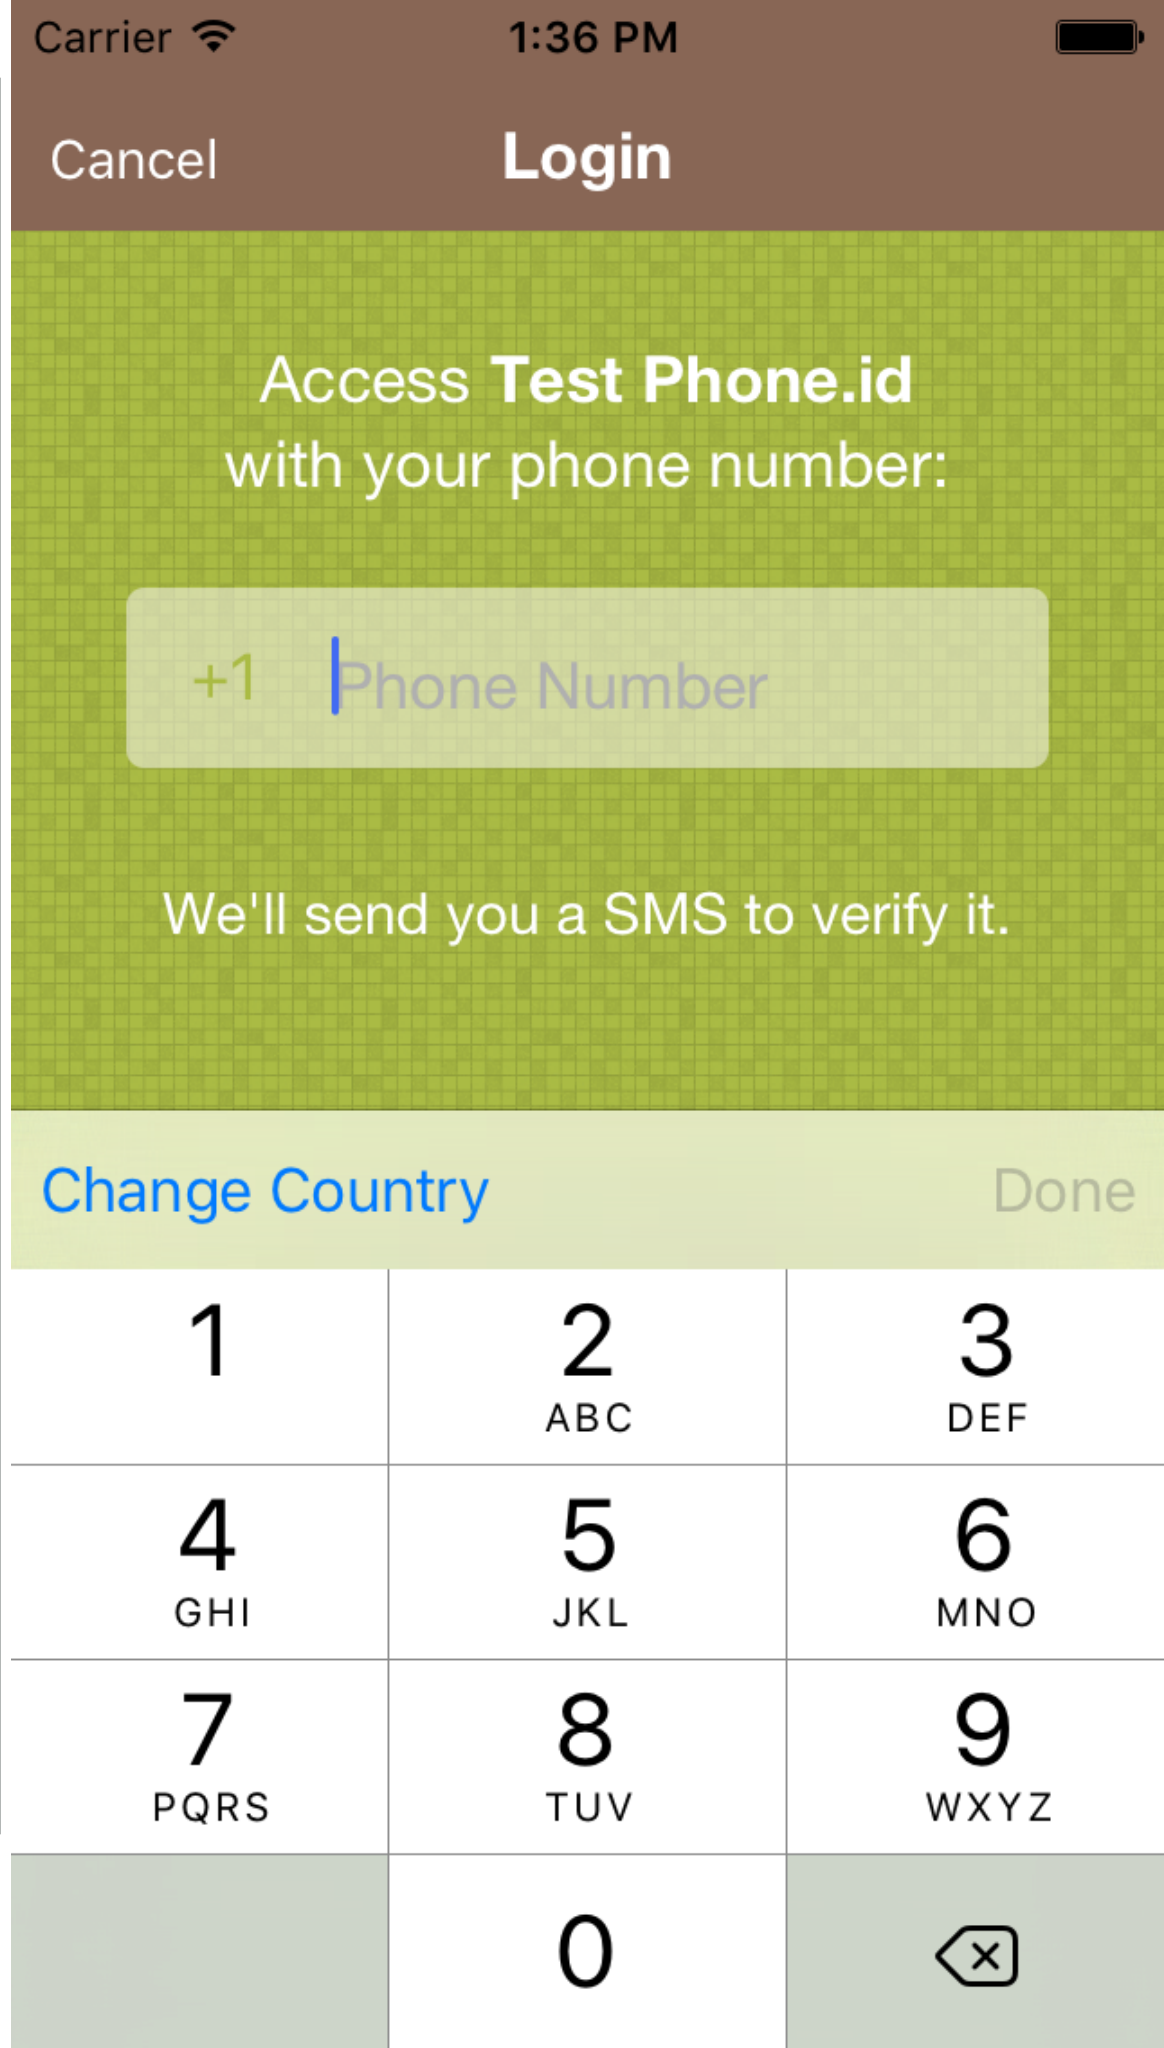 Carrier 1:36 PM
Cancel Login
Access Test Phone.id
with your phone number:
+1 Phone Number
We'll send you a SMS to verify it.
Change Country Done
1 2 3
ABC DEF
4 5 6
GHI JKL MNO
7 8 9
PQRS TUV WXYZ
0